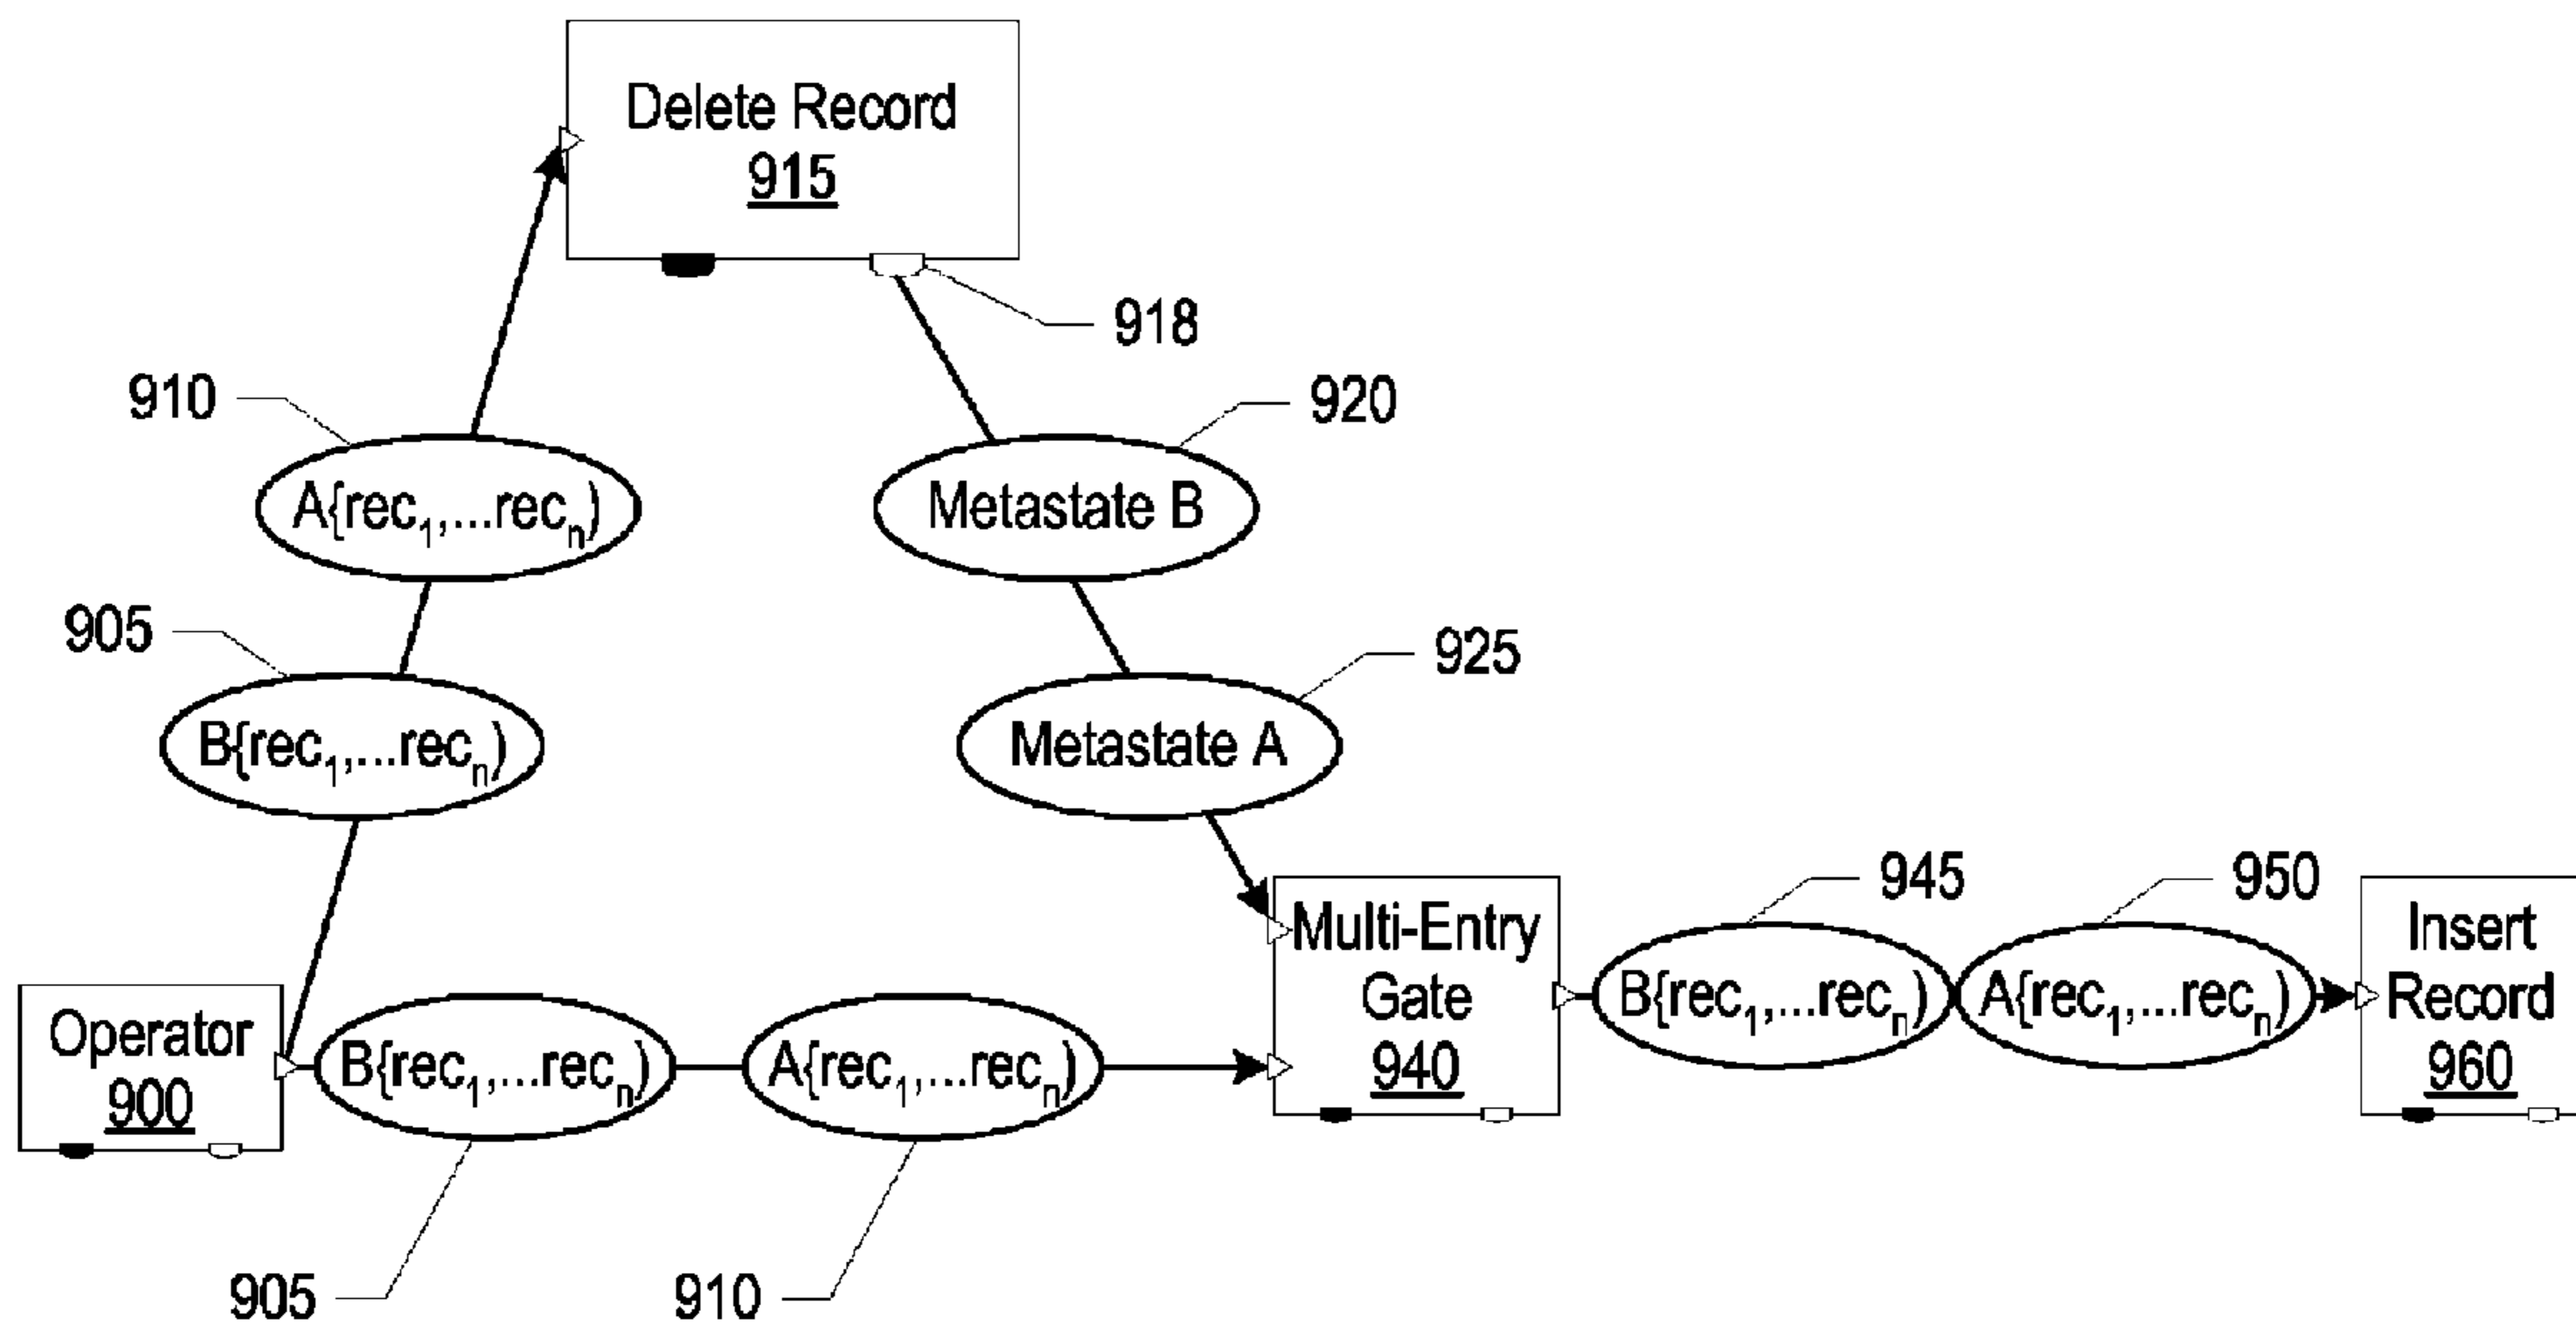 Delete Record
915
918
910
920
A{rec₁,...recₙ)
Metastate B
905
925
B{rec₁,...recₙ)
Metastate A
945
950
Operator
900
B{rec₁,...recₙ)
A{rec₁,...recₙ)
Multi-Entry
Gate
940
B{rec₁,...recₙ)
A{rec₁,...recₙ)
Insert
Record
960
905
910